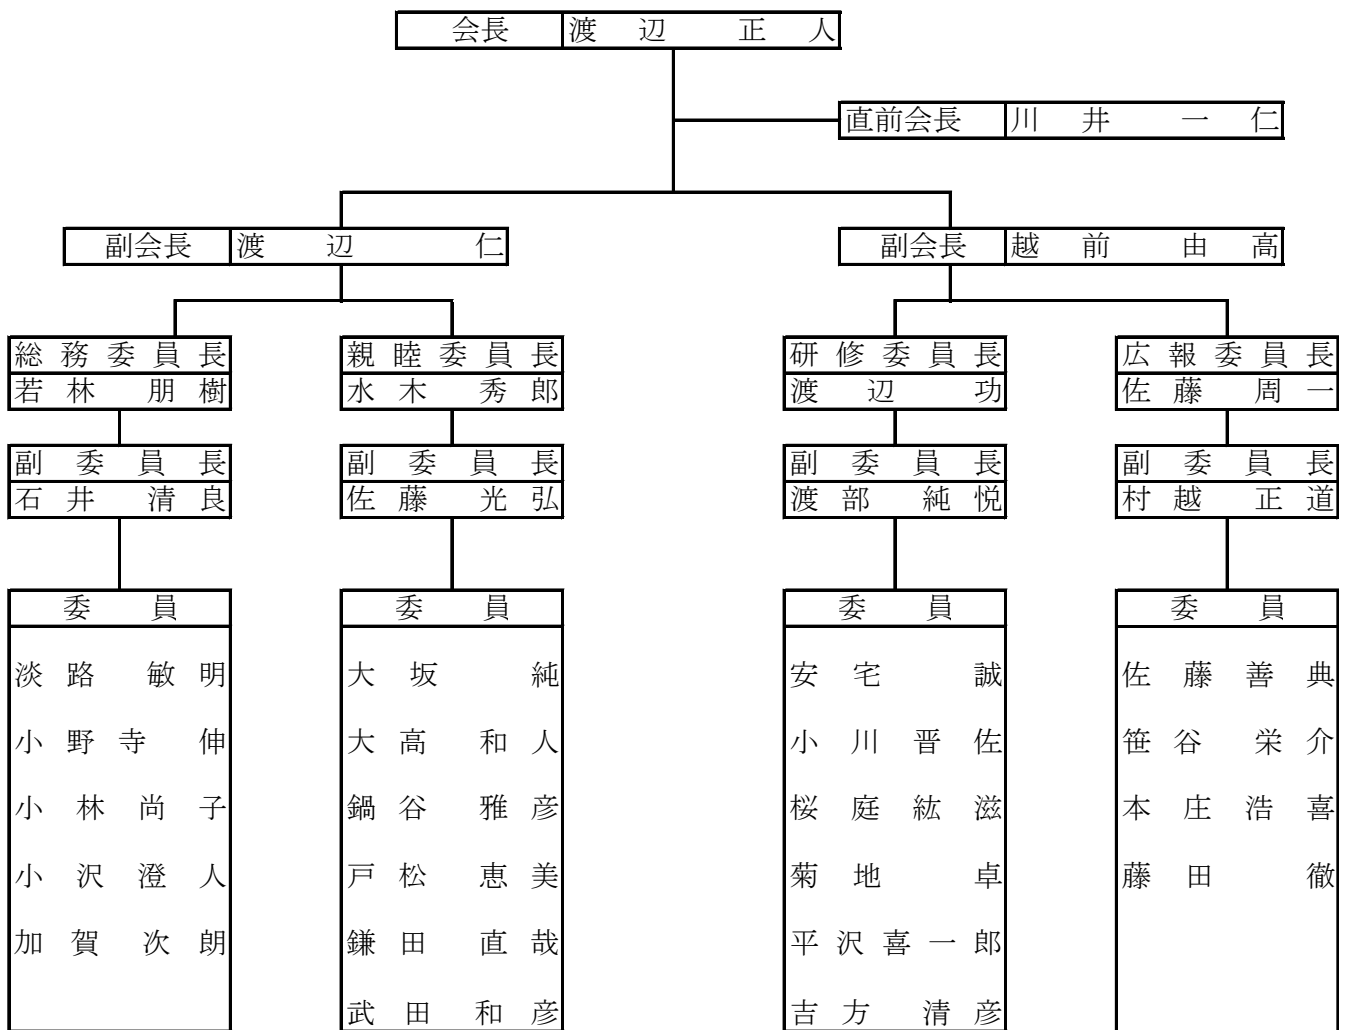 会長 渡辺 正人
直前会長 川井 一仁
副会長 渡辺 仁
副会長 越前 由高
総務委員長
若林 朋樹
副委員長
石井 清良
委員
淡路 敏明
小野寺 伸
小林尚子
小沢澄人
加賀次朗
親睦委員長
水木 秀郎
副委員長
佐藤 光弘
委員
大坂 純
大高 和人
鍋谷 雅彦
戸松 恵美
鎌田 直哉
武田和彦
研修委員長
渡辺 功
副委員長
渡部 純悦
委員
安宅 誠
小川晋佐
桜庭紘滋
菊地 卓
平沢喜一郎
吉方 清彦
広報委員長
佐藤 周一
副委員長
村越 正道
委員
佐藤善典
笹谷 栄介
本庄浩喜
藤田 徹